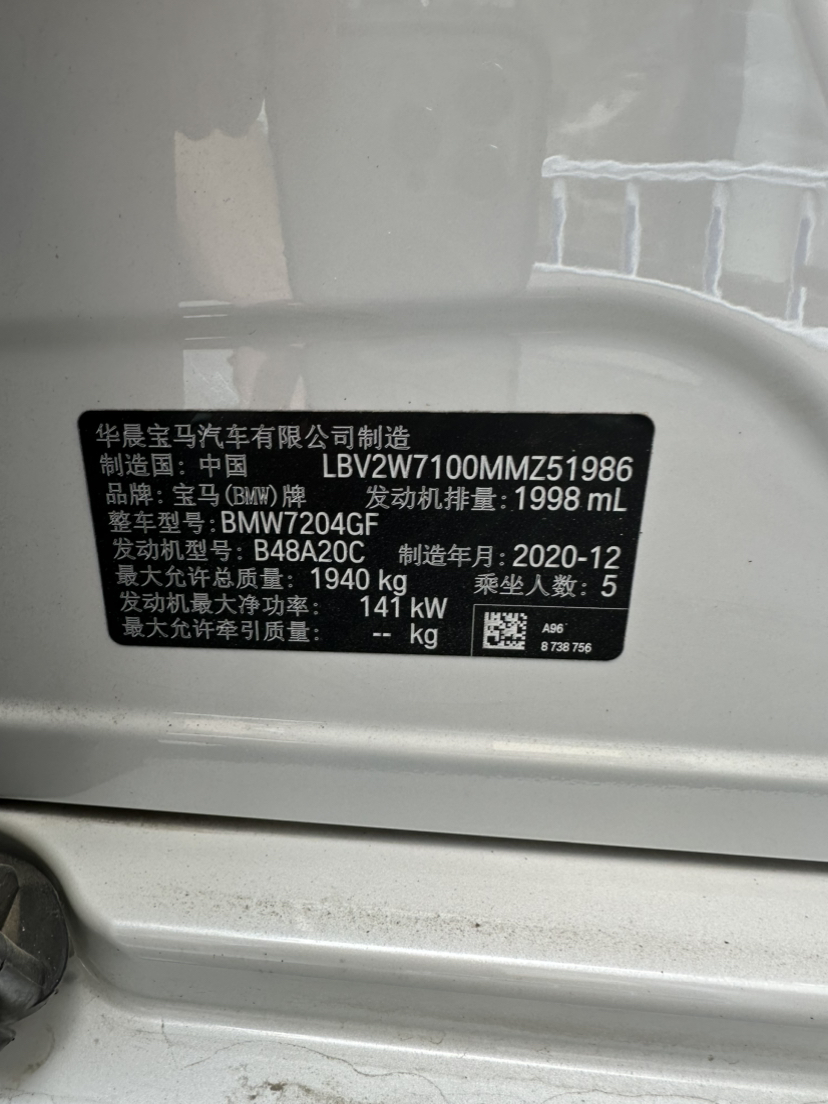 华晨宝马汽车有限公司制造
制造国：中国 LBV2W7100MMZ51986
品牌：宝马(BMW)牌 发动机排量：1998 mL
整车型号：BMW7204GF
发动机型号：B48A20C 制造年月：2020-12
最大允许总质量：1940 kg 乘坐人数：5
发动机最大净功率：141 kW
最大允许牵引质量：-- kg
A96
8 738 756